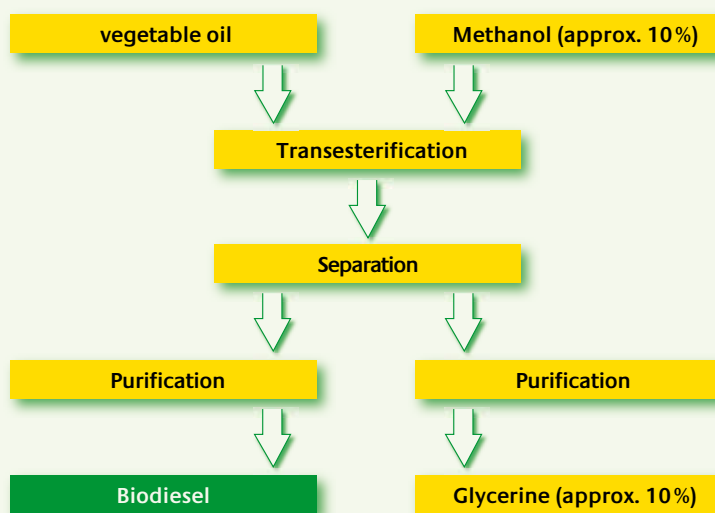 vegetable oil
Methanol (approx. 10%)
Transesterification
Separation
Purification
Purification
Biodiesel
Glycerine (approx. 10%)